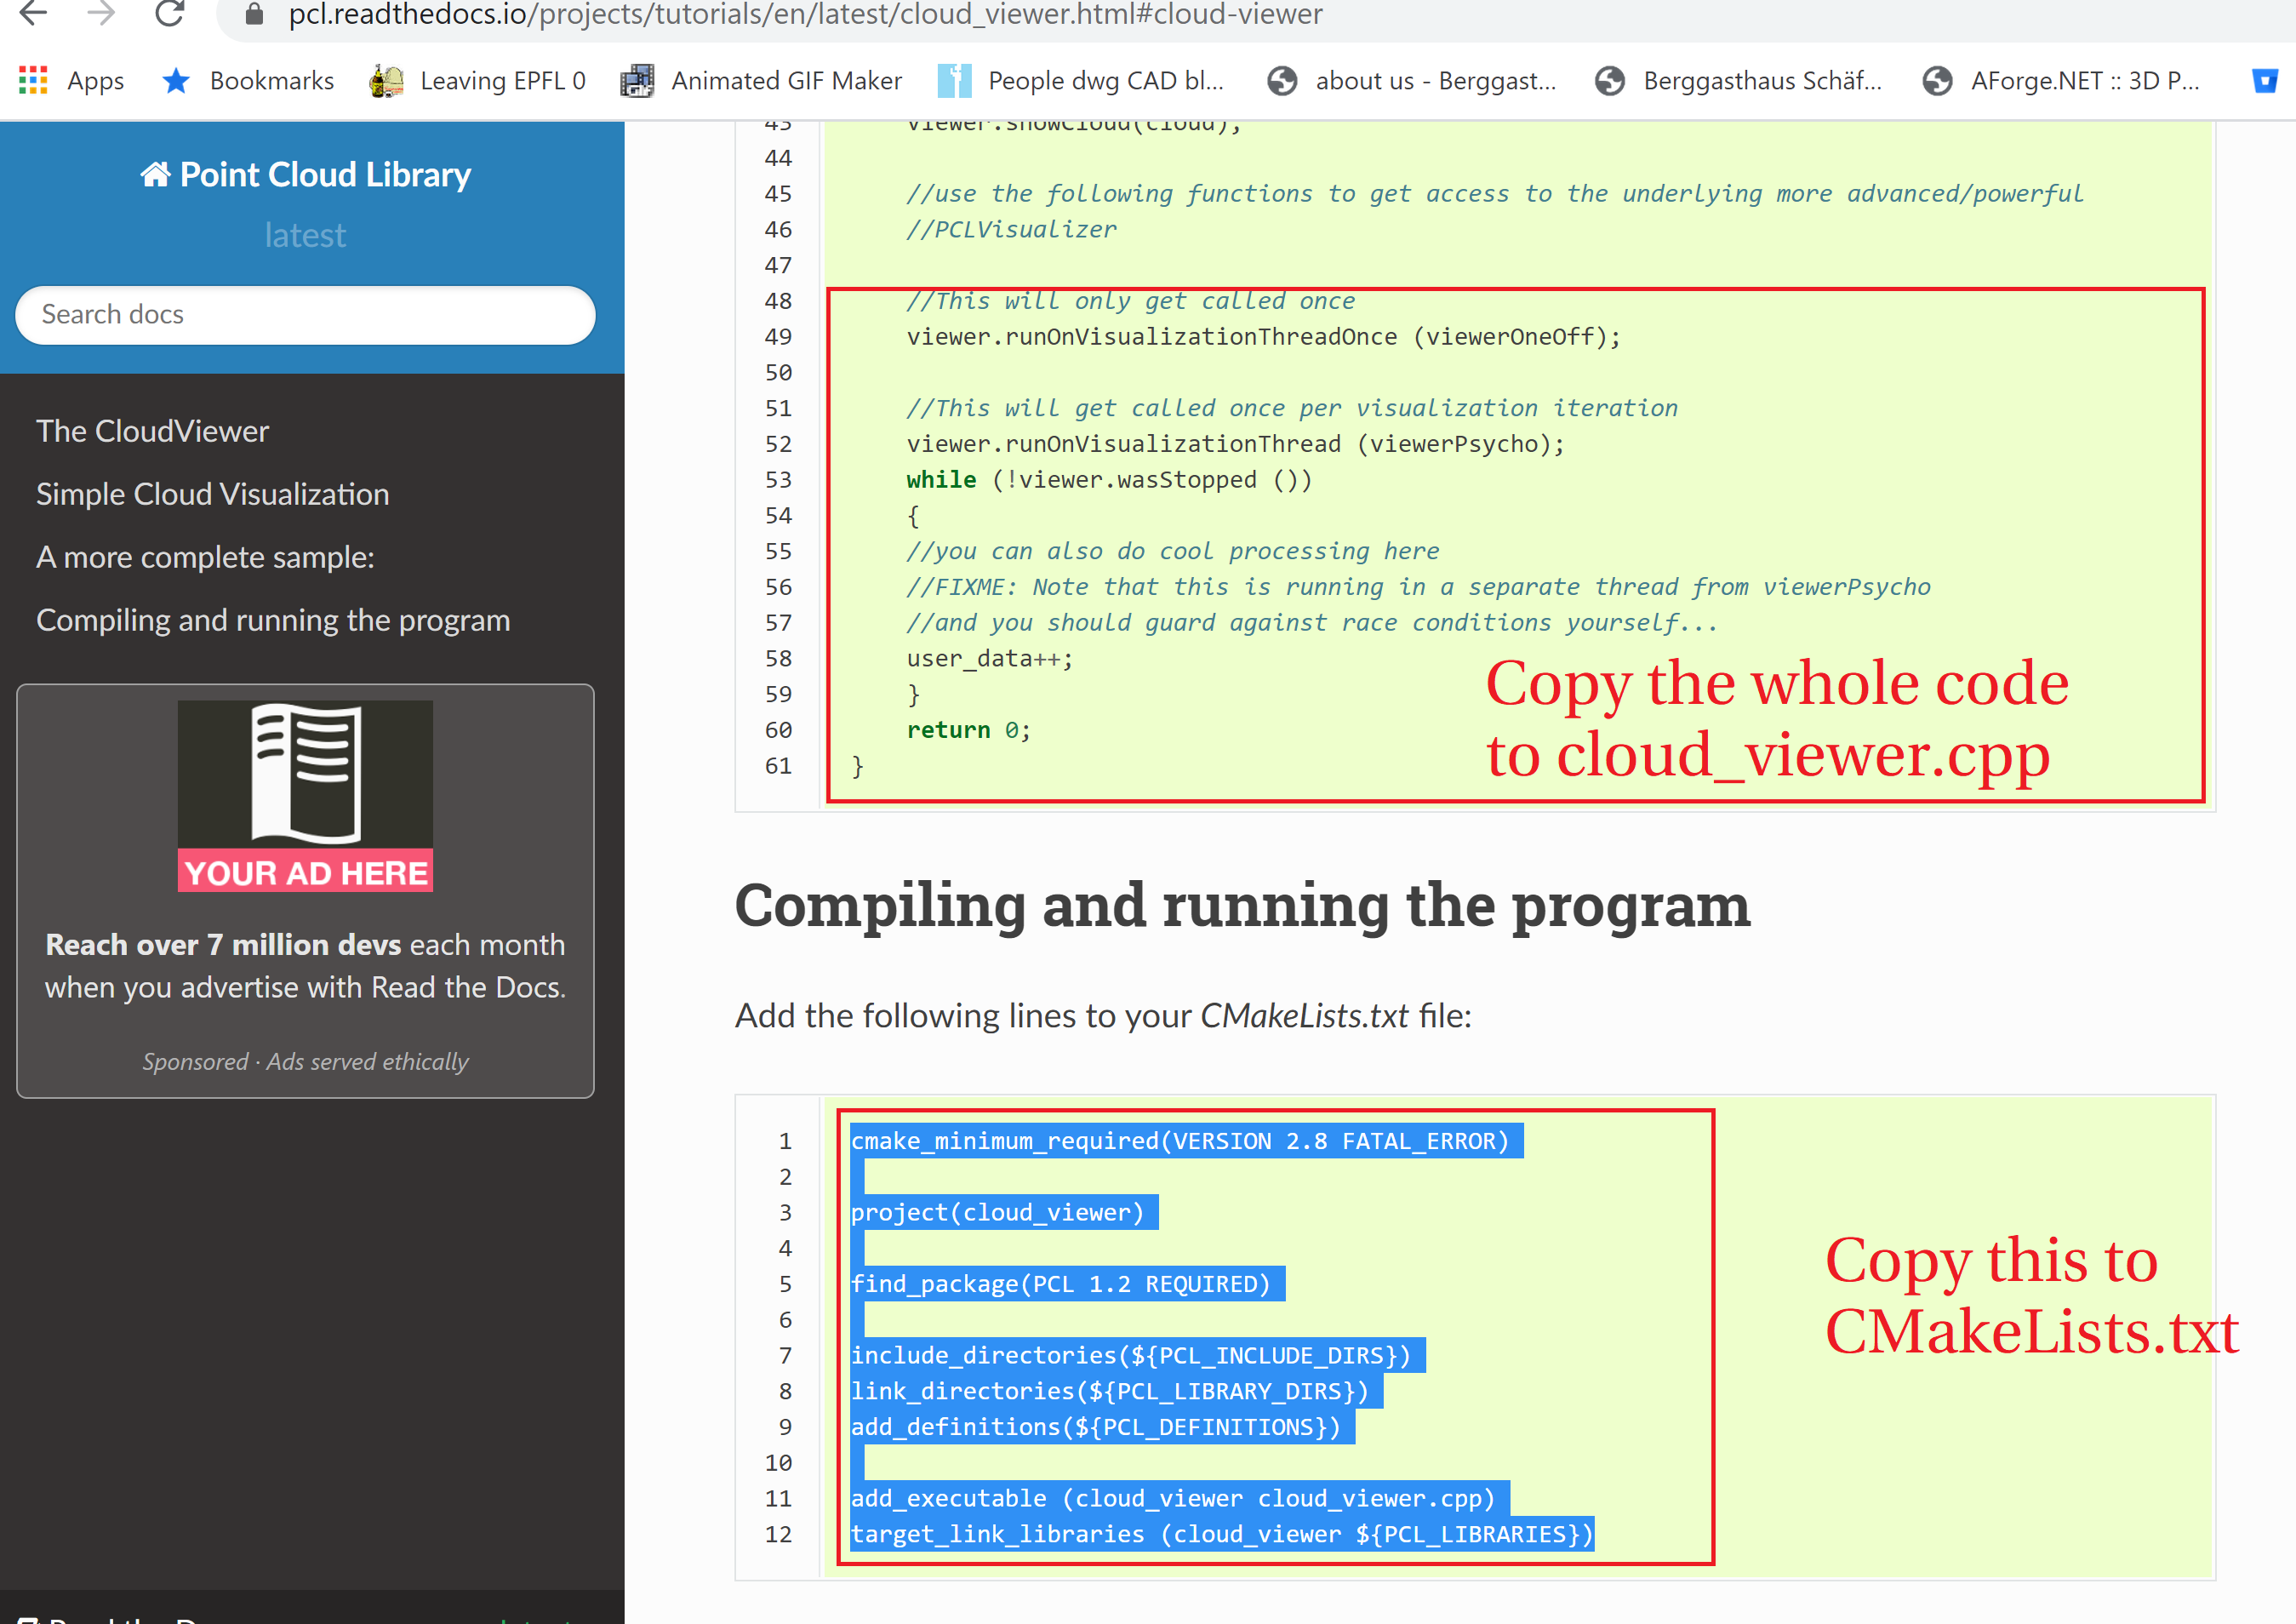 pcl.readthedocs.io/projects/tutorials/en/latest/cloud_viewer.html#cloud-viewer
Apps Bookmarks Leaving EPFL 0 Animated GIF Maker People dwg CAD bl... about us - Berggast... Berggasthaus Schäf... AForge.NET :: 3D P...
Point Cloud Library
latest
Search docs
The CloudViewer
Simple Cloud Visualization
A more complete sample:
Compiling and running the program
YOUR AD HERE
Reach over 7 million devs each month
when you advertise with Read the Docs.
Sponsored · Ads served ethically
43 viewer.showCloud(cloud);
44
45 //use the following functions to get access to the underlying more advanced/powerful
46 //PCLVisualizer
47
48 //This will only get called once
49 viewer.runOnVisualizationThreadOnce (viewerOneOff);
50
51 //This will get called once per visualization iteration
52 viewer.runOnVisualizationThread (viewerPsycho);
53 while (!viewer.wasStopped ())
54 {
55 //you can also do cool processing here
56 //FIXME: Note that this is running in a separate thread from viewerPsycho
57 //and you should guard against race conditions yourself...
58 user_data++;
59 }
60 return 0;
61 }
Copy the whole code
to cloud_viewer.cpp
Compiling and running the program
Add the following lines to your CMakeLists.txt file:
1 cmake_minimum_required(VERSION 2.8 FATAL_ERROR)
2
3 project(cloud_viewer)
4
5 find_package(PCL 1.2 REQUIRED)
6
7 include_directories(${PCL_INCLUDE_DIRS})
8 link_directories(${PCL_LIBRARY_DIRS})
9 add_definitions(${PCL_DEFINITIONS})
10
11 add_executable (cloud_viewer cloud_viewer.cpp)
12 target_link_libraries (cloud_viewer ${PCL_LIBRARIES})
Copy this to
CMakeLists.txt